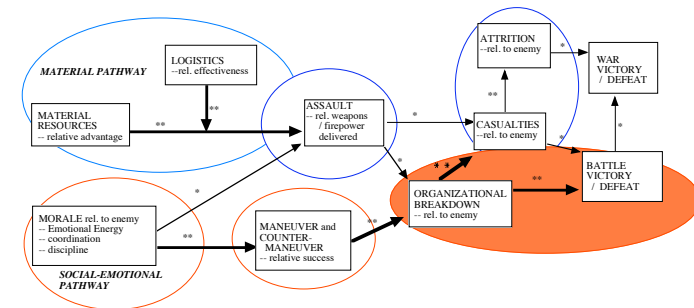 LOGISTICS
--rel. effectiveness
MATERIAL PATHWAY
**
MATERIAL
RESOURCES
-- relative advantage
**
ASSAULT
-- rel. weapons
/ firepower
delivered
*
*
*
ATTRITION
--rel. to enemy
*
**
WAR
VICTORY
/ DEFEAT
*
CASUALTIES
--rel. to enemy
*
BATTLE
VICTORY
/ DEFEAT
* *
ORGANIZATIONAL
BREAKDOWN
-- rel. to enemy
**
MORALE rel. to enemy
-- Emotional Energy
-- coordination
-- discipline
**
MANEUVER and
COUNTER-
MANEUVER
-- relative success
**
SOCIAL-EMOTIONAL
PATHWAY